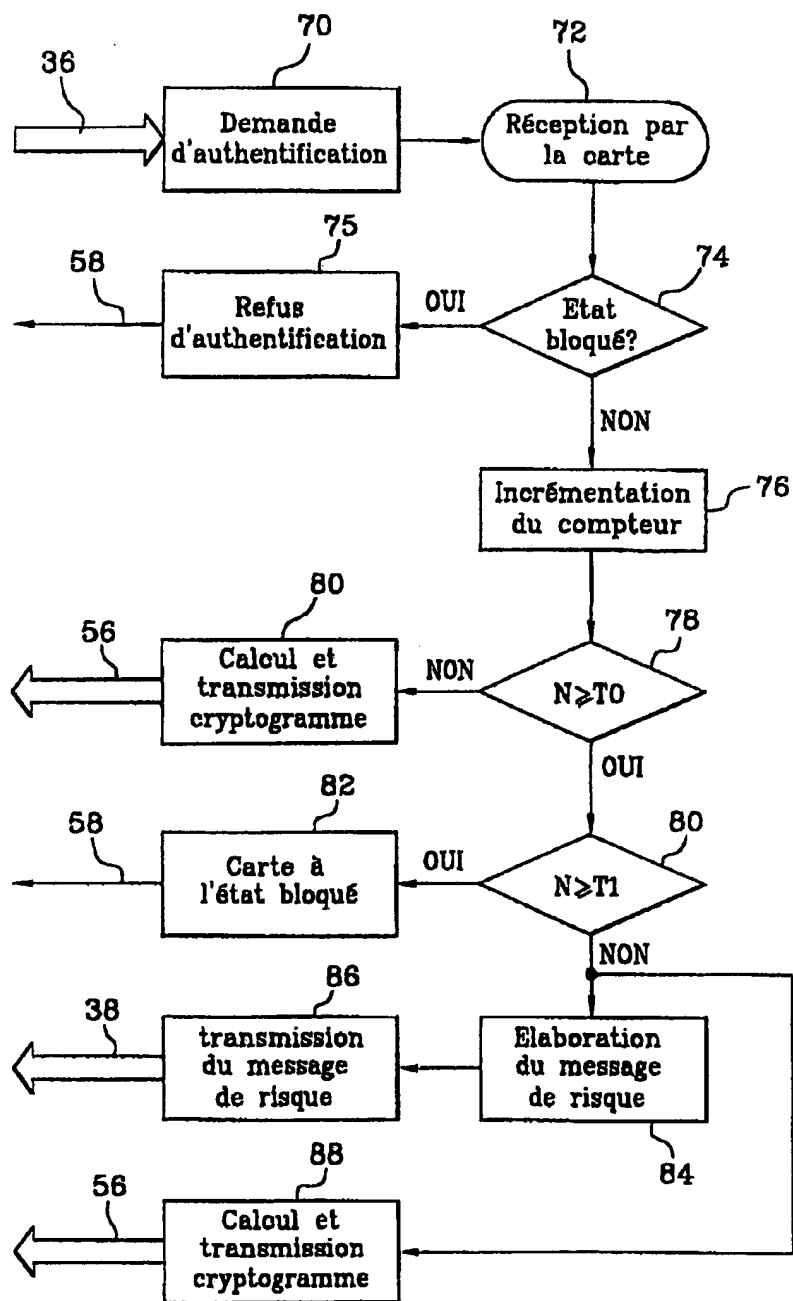 70
72
36
Demande
d'authentification
Réception par
la carte
75
74
58
Refus
d'authentification
OUI
Etat
bloqué?
NON
Incrémentation
du compteur
76
80
78
56
Calcul et
transmission
cryptogramme
NON
N⩾T0
OUI
82
80
58
Carte à
l'état bloqué
OUI
N⩾T1
NON
86
38
transmission
du message
de risque
Elaboration
du message
de risque
84
88
56
Calcul et
transmission
cryptogramme